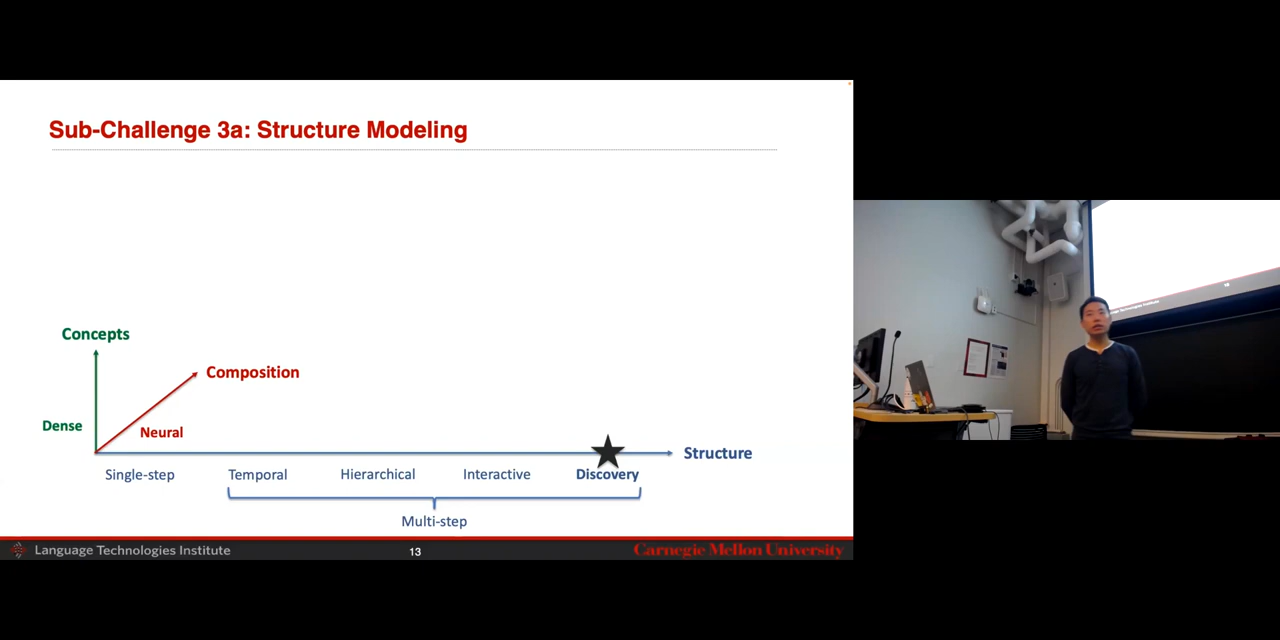 Sub-Challenge 3a: Structure Modeling
Concepts
Composition
Dense
Neural
Structure
Single-step
Temporal
Hierarchical
Interactive
Discovery
Multi-step
Language Technologies Institute
13
Carnegie Mellon University